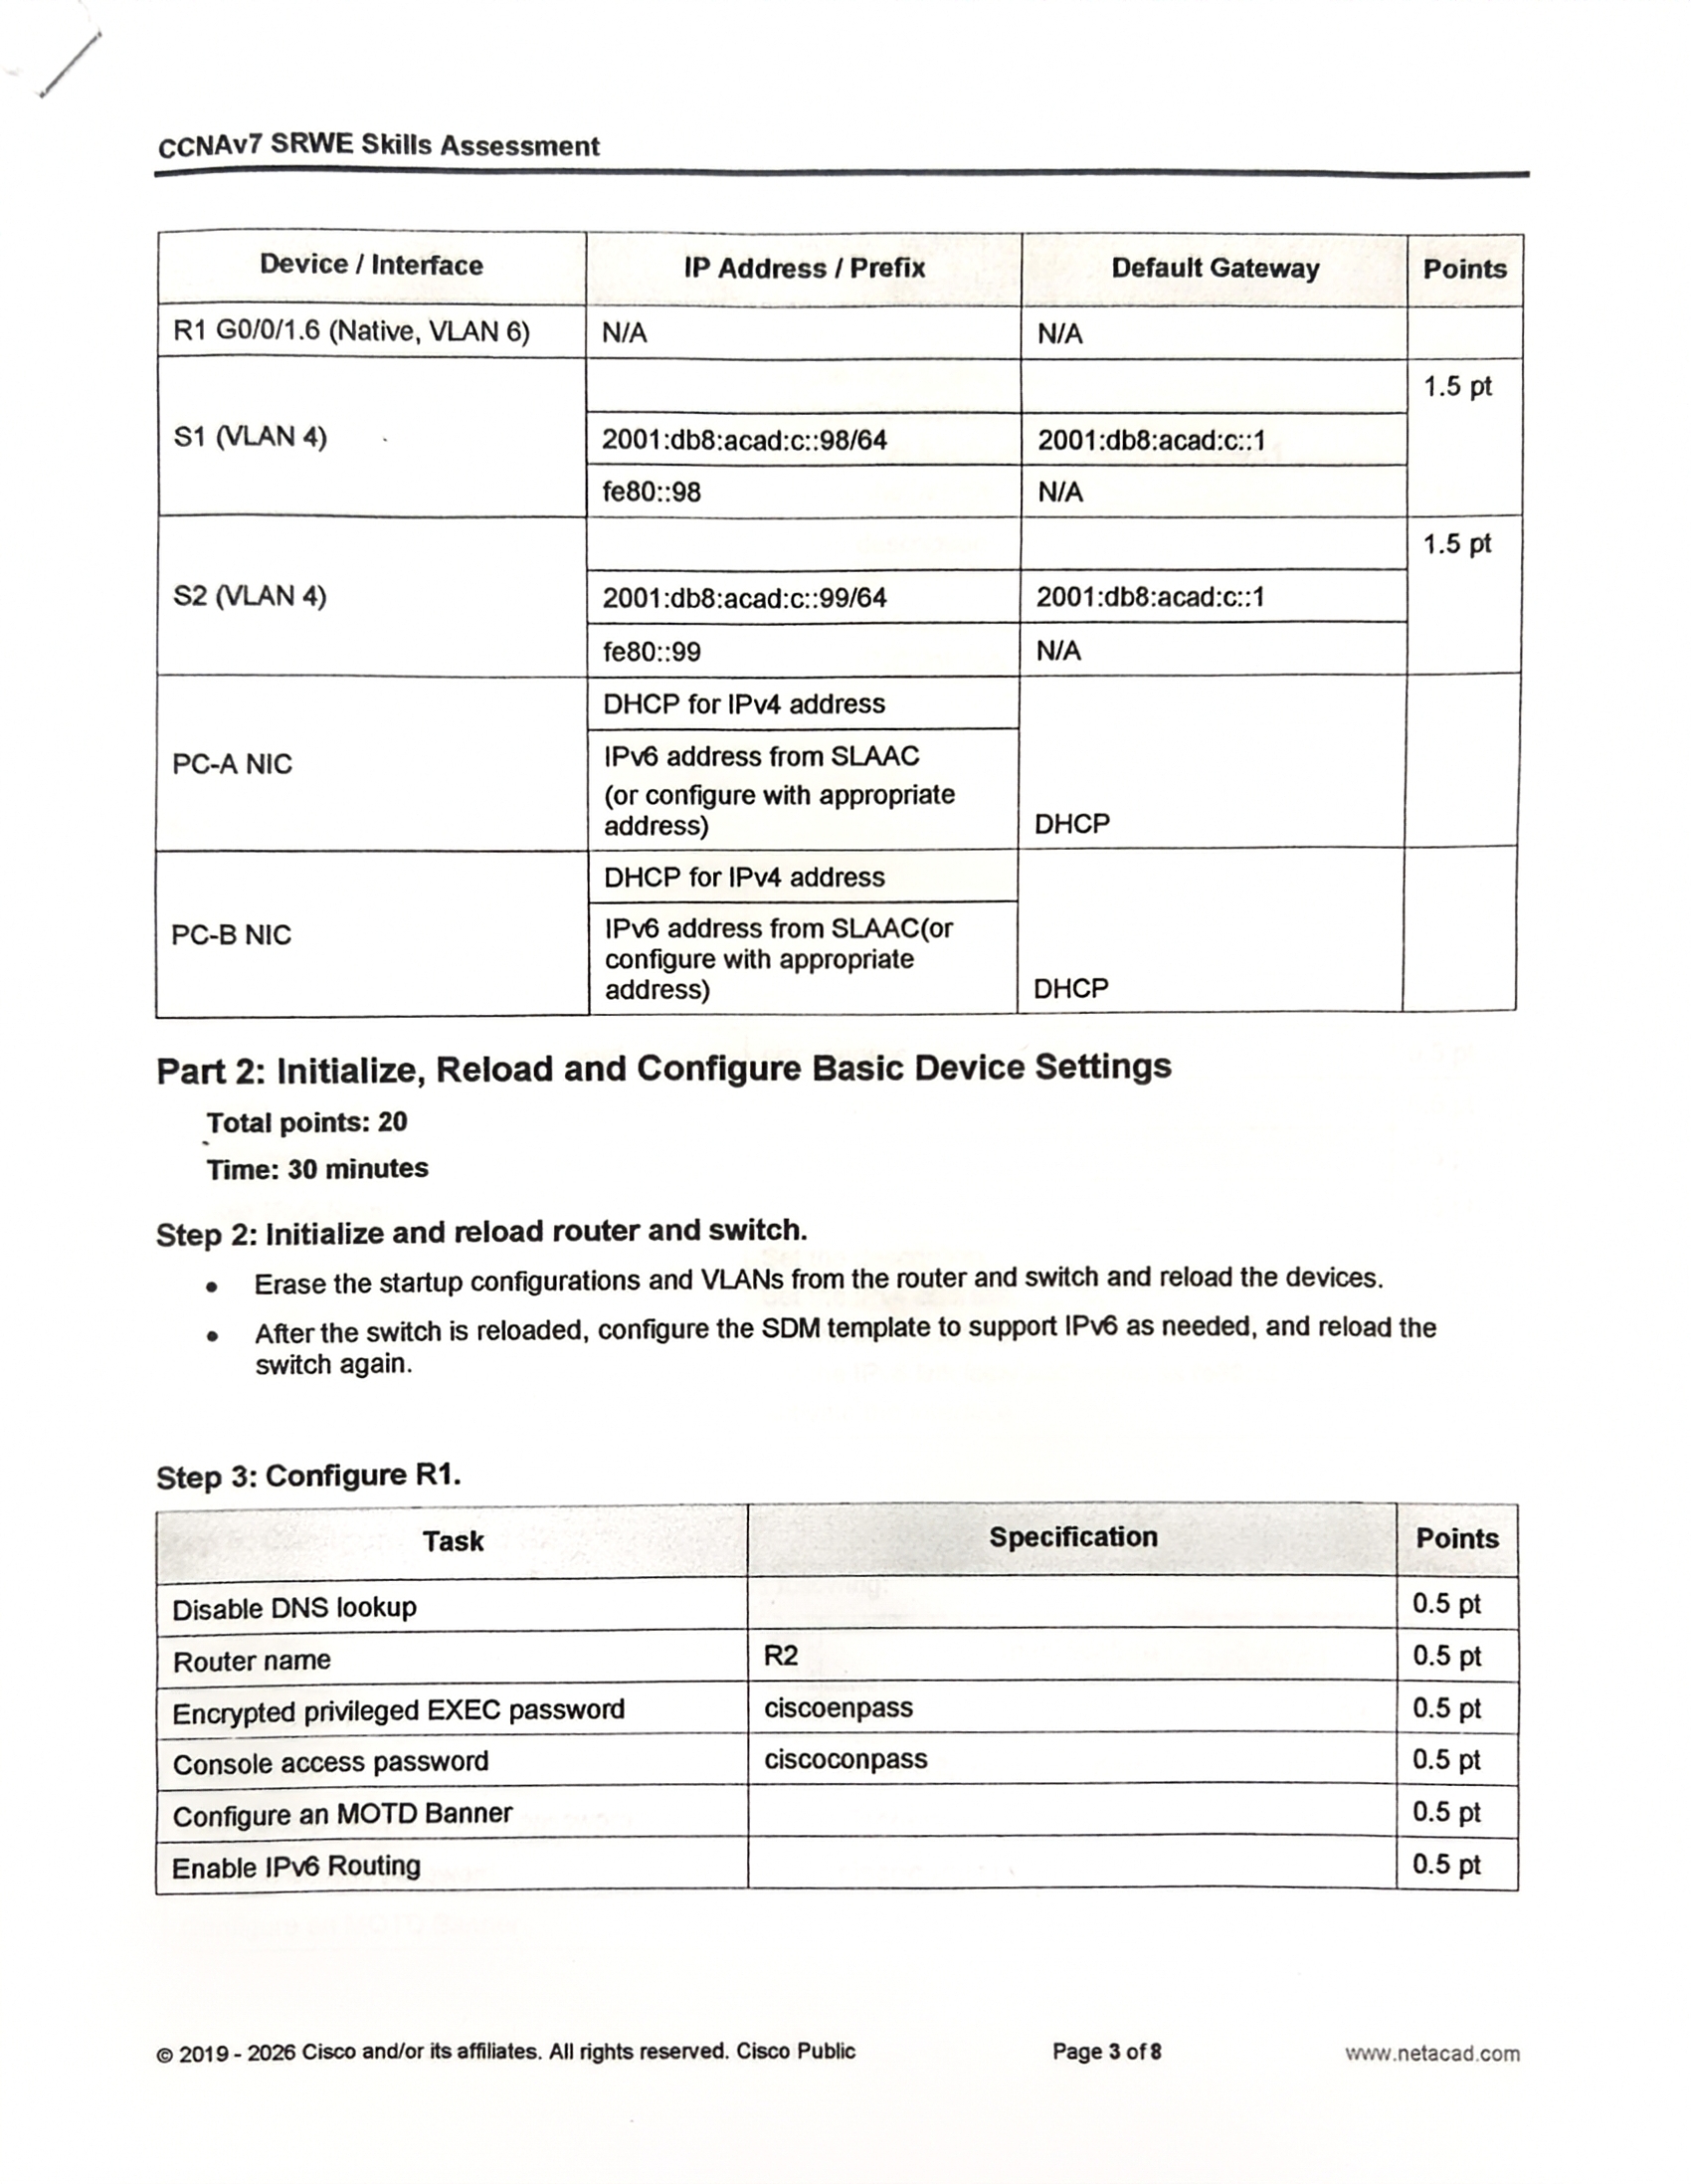 CCNAv7 SRWE Skills Assessment
Device / Interface IP Address / Prefix Default Gateway Points
R1 G0/0/1.6 (Native, VLAN 6) N/A N/A
1.5 pt
S1 (VLAN 4) 2001:db8:acad:c::98/64 2001:db8:acad:c::1
fe80::98 N/A
1.5 pt
S2 (VLAN 4) 2001:db8:acad:c::99/64 2001:db8:acad:c::1
fe80::99 N/A
DHCP for IPv4 address
PC-A NIC
IPv6 address from SLAAC
(or configure with appropriate
address)
DHCP
DHCP for IPv4 address
PC-B NIC
IPv6 address from SLAAC(or
configure with appropriate
address)
DHCP
Part 2: Initialize, Reload and Configure Basic Device Settings
Total points: 20
Time: 30 minutes
Step 2: Initialize and reload router and switch.
• Erase the startup configurations and VLANs from the router and switch and reload the devices.
• After the switch is reloaded, configure the SDM template to support IPv6 as needed, and reload the
switch again.
Step 3: Configure R1.
Task Specification Points
Disable DNS lookup 0.5 pt
Router name R2 0.5 pt
Encrypted privileged EXEC password ciscoenpass 0.5 pt
Console access password ciscoconpass 0.5 pt
Configure an MOTD Banner 0.5 pt
Enable IPv6 Routing 0.5 pt
© 2019 - 2026 Cisco and/or its affiliates. All rights reserved. Cisco Public Page 3 of 8 www.netacad.com